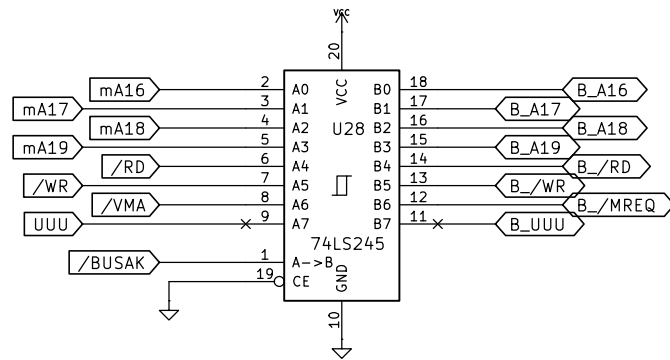 VCC
20
mA16 2 A0 VCC B0 18 B_A16
mA17 3 A1 B1 17 B_A17
mA18 4 A2 U28 B2 16 B_A18
mA19 5 A3 B3 15 B_A19
/RD 6 A4 B4 14 B_/RD
/WR 7 A5 B5 13 B_/WR
/VMA 8 A6 B6 12 B_/MREQ
UUU 9 A7 B7 11 B_UUU
74LS245
/BUSAK 1 A->B
19 CE GND
10